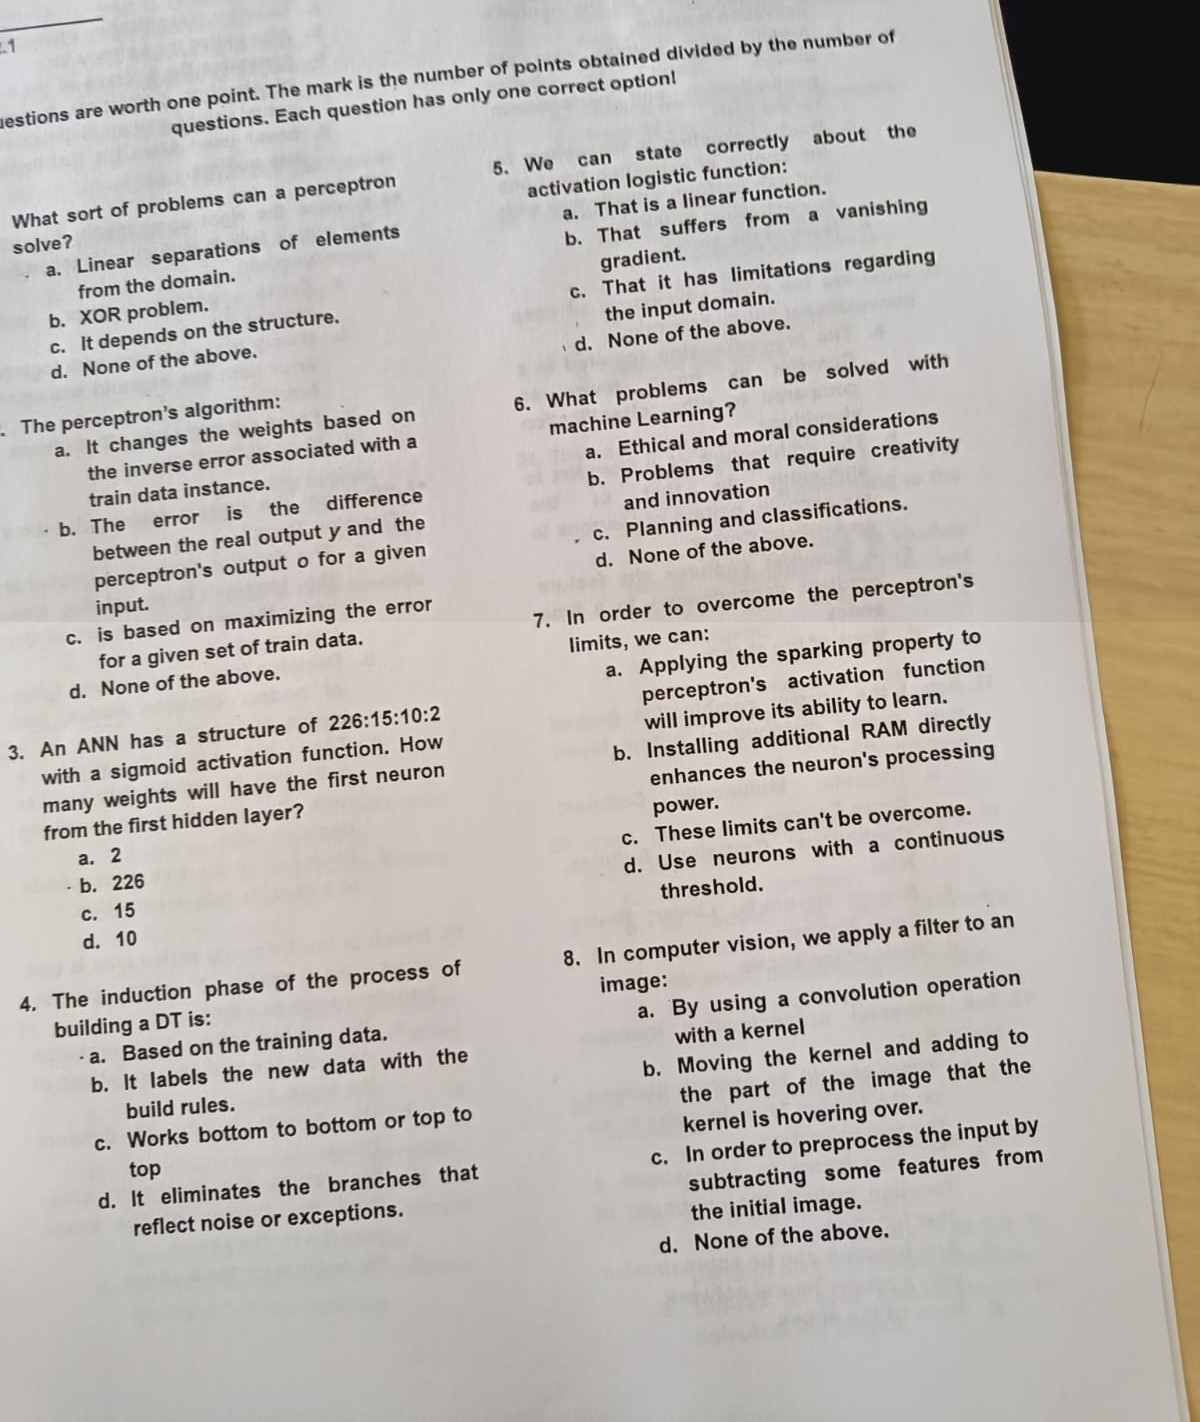 .1
estions are worth one point. The mark is the number of points obtained divided by the number of
questions. Each question has only one correct option!
What sort of problems can a perceptron
solve?
a. Linear separations of elements
from the domain.
b. XOR problem.
c. It depends on the structure.
d. None of the above.
. The perceptron's algorithm:
a. It changes the weights based on
the inverse error associated with a
train data instance.
b. The error is the difference
between the real output y and the
perceptron's output o for a given
input.
c. is based on maximizing the error
for a given set of train data.
d. None of the above.
3. An ANN has a structure of 226:15:10:2
with a sigmoid activation function. How
many weights will have the first neuron
from the first hidden layer?
a. 2
b. 226
c. 15
d. 10
4. The induction phase of the process of
building a DT is:
a. Based on the training data.
b. It labels the new data with the
build rules.
c. Works bottom to bottom or top to
top
d. It eliminates the branches that
reflect noise or exceptions.
5. We can state correctly about the
activation logistic function:
a. That is a linear function.
b. That suffers from a vanishing
gradient.
c. That it has limitations regarding
the input domain.
d. None of the above.
6. What problems can be solved with
machine Learning?
a. Ethical and moral considerations
b. Problems that require creativity
and innovation
c. Planning and classifications.
d. None of the above.
7. In order to overcome the perceptron's
limits, we can:
a. Applying the sparking property to
perceptron's activation function
will improve its ability to learn.
b. Installing additional RAM directly
enhances the neuron's processing
power.
c. These limits can't be overcome.
d. Use neurons with a continuous
threshold.
8. In computer vision, we apply a filter to an
image:
a. By using a convolution operation
with a kernel
b. Moving the kernel and adding to
the part of the image that the
kernel is hovering over.
c. In order to preprocess the input by
subtracting some features from
the initial image.
d. None of the above.